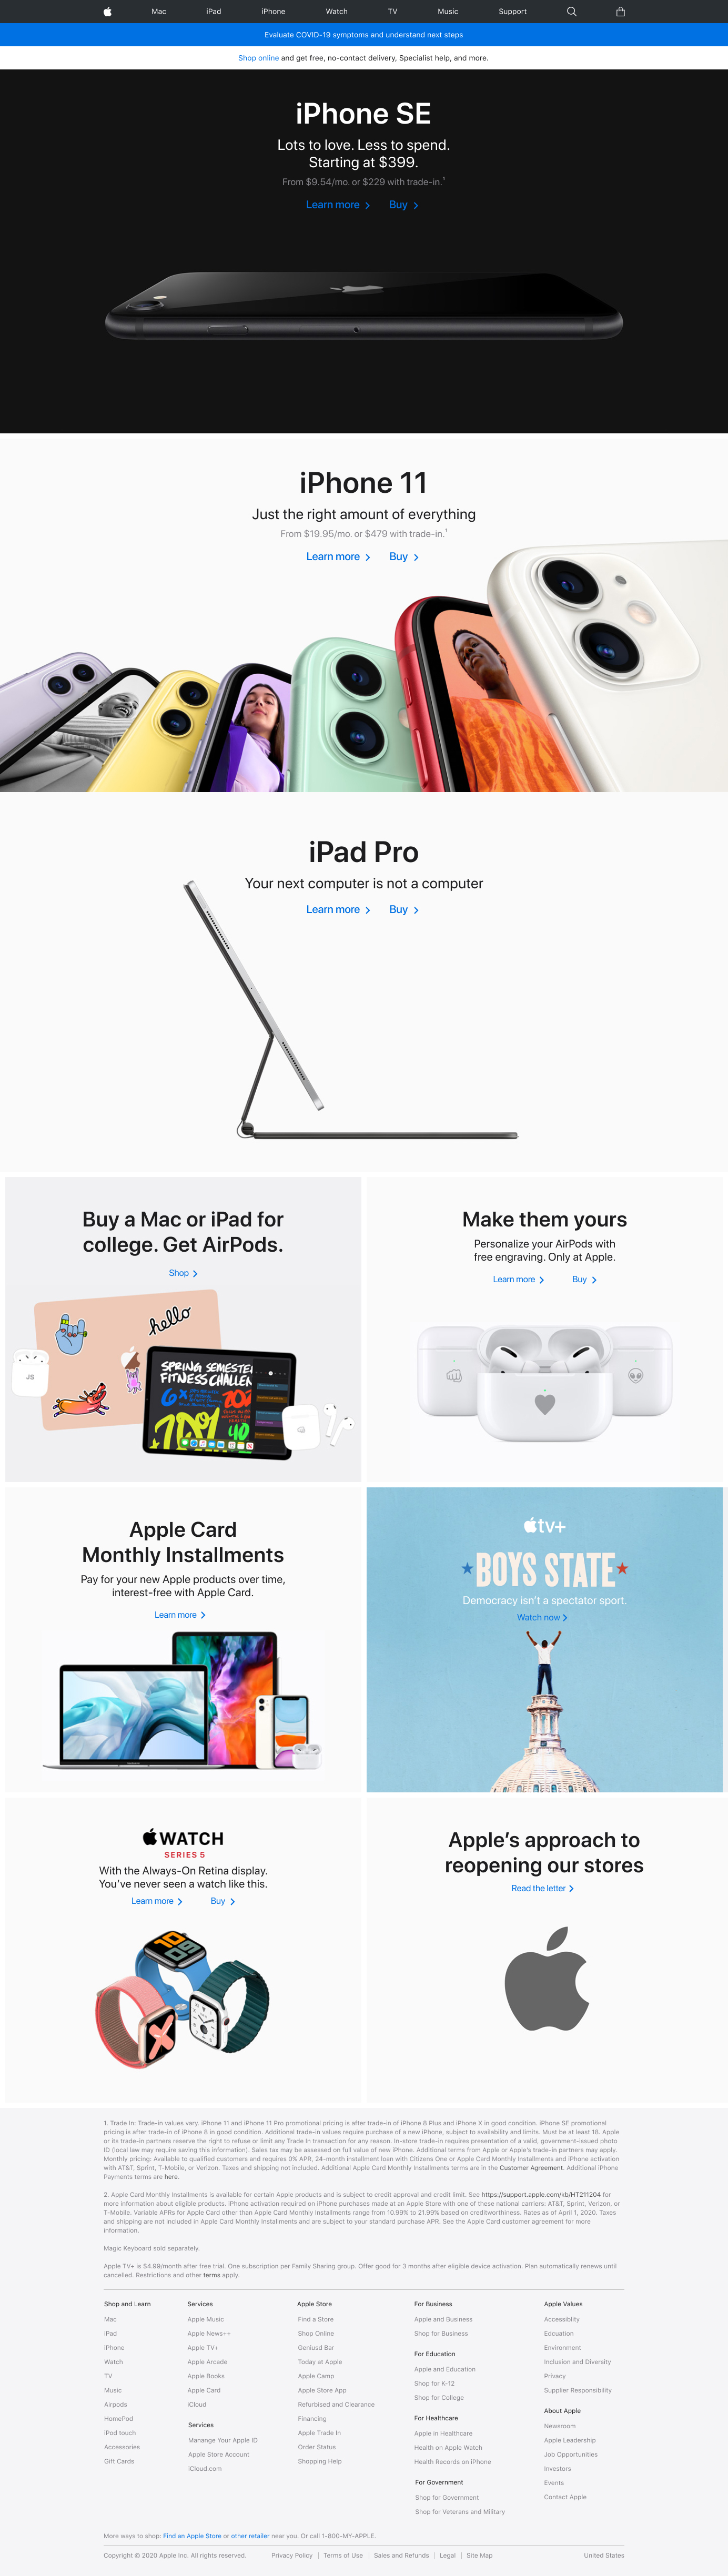 Mac iPad iPhone Watch TV Music Support
Evaluate COVID-19 symptoms and understand next steps
Shop online and get free, no-contact delivery, Specialist help, and more.
iPhone SE
Lots to love. Less to spend.
Starting at $399.
From $9.54/mo. or $229 with trade-in.¹
Learn more Buy
iPhone 11
Just the right amount of everything
From $19.95/mo. or $479 with trade-in.¹
Learn more Buy
iPad Pro
Your next computer is not a computer
Learn more Buy
Buy a Mac or iPad for
college. Get AirPods.
Shop
hello
JS
SPRING SEMESTER
FITNESS CHALLEN
6x
40
Make them yours
Personalize your AirPods with
free engraving. Only at Apple.
Learn more Buy
Apple Card
Monthly Installments
Pay for your new Apple products over time,
interest-free with Apple Card.
Learn more
tv+
BOYS STATE
Democracy isn't a spectator sport.
Watch now
WATCH
SERIES 5
With the Always-On Retina display.
You've never seen a watch like this.
Learn more Buy
10
09
Apple's approach to
reopening our stores
Read the letter
1. Trade In: Trade-in values vary. iPhone 11 and iPhone 11 Pro promotional pricing is after trade-in of iPhone 8 Plus and iPhone X in good condition. iPhone SE promotional
pricing is after trade-in of iPhone 8 in good condition. Additional trade-in values require purchase of a new iPhone, subject to availability and limits. Must be at least 18. Apple
or its trade-in partners reserve the right to refuse or limit any Trade In transaction for any reason. In-store trade-in requires presentation of a valid, government-issued photo
ID (local law may require saving this information). Sales tax may be assessed on full value of new iPhone. Additional terms from Apple or Apple's trade-in partners may apply.
Monthly pricing: Available to qualified customers and requires 0% APR, 24-month installment loan with Citizens One or Apple Card Monthly Installments and iPhone activation
with AT&T, Sprint, T-Mobile, or Verizon. Taxes and shipping not included. Additional Apple Card Monthly Installments terms are in the Customer Agreement. Additional iPhone
Payments terms are here.
2. Apple Card Monthly Installments is available for certain Apple products and is subject to credit approval and credit limit. See https://support.apple.com/kb/HT211204 for
more information about eligible products. iPhone activation required on iPhone purchases made at an Apple Store with one of these national carriers: AT&T, Sprint, Verizon, or
T-Mobile. Variable APRs for Apple Card other than Apple Card Monthly Installments range from 10.99% to 21.99% based on creditworthiness. Rates as of April 1, 2020. Taxes
and shipping are not included in Apple Card Monthly Installments and are subject to your standard purchase APR. See the Apple Card customer agreement for more
information.
Magic Keyboard sold separately.
Apple TV+ is $4.99/month after free trial. One subscription per Family Sharing group. Offer good for 3 months after eligible device activation. Plan automatically renews until
cancelled. Restrictions and other terms apply.
Shop and Learn
Mac
iPad
iPhone
Watch
TV
Music
Airpods
HomePod
iPod touch
Accessories
Gift Cards
Services
Apple Music
Apple News++
Apple TV+
Apple Arcade
Apple Books
Apple Card
iCloud
Services
Manange Your Apple ID
Apple Store Account
iCloud.com
Apple Store
Find a Store
Shop Online
Geniusd Bar
Today at Apple
Apple Camp
Apple Store App
Refurbised and Clearance
Financing
Apple Trade In
Order Status
Shopping Help
For Business
Apple and Business
Shop for Business
For Education
Apple and Education
Shop for K-12
Shop for College
For Healthcare
Apple in Healthcare
Health on Apple Watch
Health Records on iPhone
For Government
Shop for Government
Shop for Veterans and Military
Apple Values
Accessiblity
Edcuation
Environment
Inclusion and Diversity
Privacy
Supplier Responsibility
About Apple
Newsroom
Apple Leadership
Job Opportunities
Investors
Events
Contact Apple
More ways to shop: Find an Apple Store or other retailer near you. Or call 1-800-MY-APPLE.
Copyright © 2020 Apple Inc. All rights reserved. Privacy Policy | Terms of Use | Sales and Refunds | Legal | Site Map United States